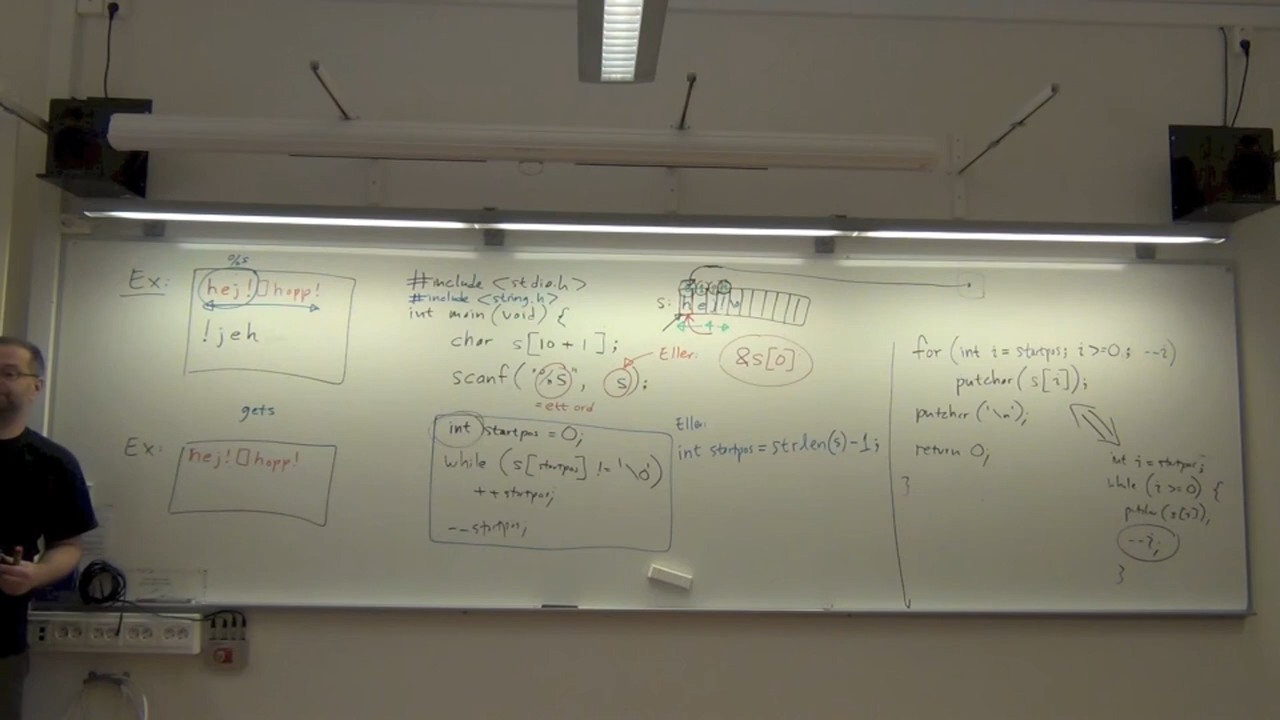 Ex:
%s
hej!▯hopp!
!jeh
gets
Ex:
hej!▯hopp!
#include <stdio.h>
#include <string.h>
int main(void) {
char s[10+1];
scanf("%s", s);
= ett ord
Eller:
&s[0]
s: h e j ! \0
4
int startpos = 0;
while (s[startpos] != '\0')
++startpos;
--startpos;
Eller:
int startpos = strlen(s)-1;
for (int i = startpos; i>=0; --i)
putchar(s[i]);
putchar('\n');
return 0;
}
int i = startpos;
while (i>=0) {
putchar(s[i]);
--i;
}